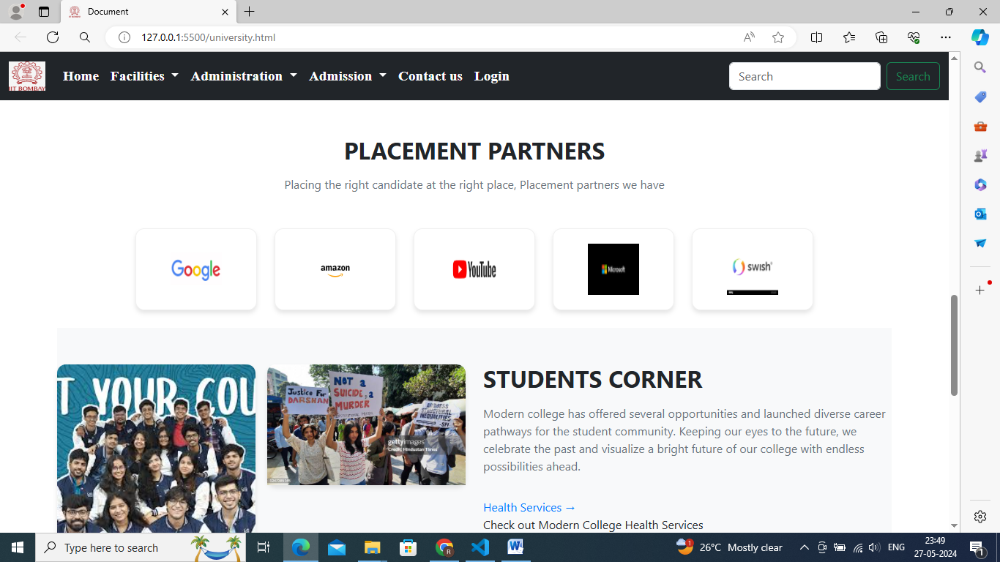 Document
127.0.0.1:5500/university.html
IIT BOMBAY
Home Facilities Administration Admission Contact us Login
Search
Search
PLACEMENT PARTNERS
Placing the right candidate at the right place, Placement partners we have
Google
amazon
YouTube
Microsoft
swish
T YOUR COU
Justice For
DARSHAN
NOT a
SUICIDE, a
MURDER
ADDRESS
STRUCTURAL
INEQUALITIES
-SFI
gettyimages
Credit: Hindustan Times
STUDENTS CORNER
Modern college has offered several opportunities and launched diverse career
pathways for the student community. Keeping our eyes to the future, we
celebrate the past and visualize a bright future of our college with endless
possibilities ahead.
Health Services →
Check out Modern College Health Services
Type here to search
26°C Mostly clear
ENG
23:49
27-05-2024